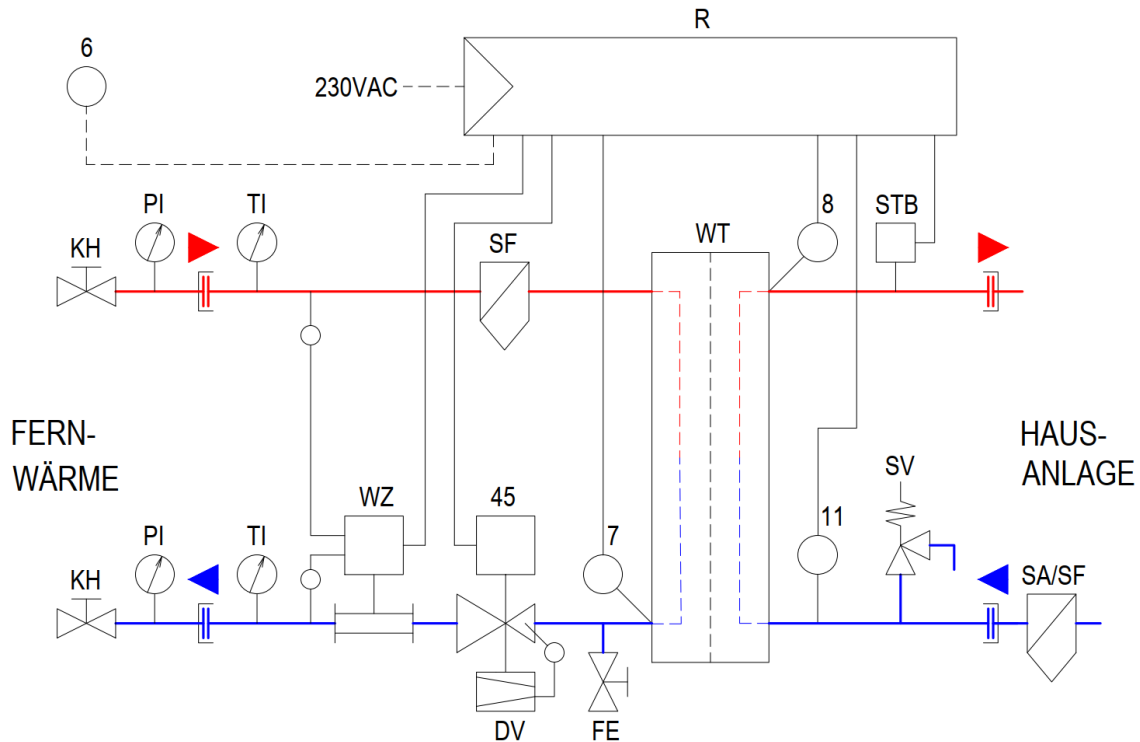 R
6
230VAC
PI
TI
8
STB
KH
SF
WT
FERN-
WÄRME
HAUS-
ANLAGE
SV
WZ
45
7
11
PI
TI
KH
SA/SF
DV
FE